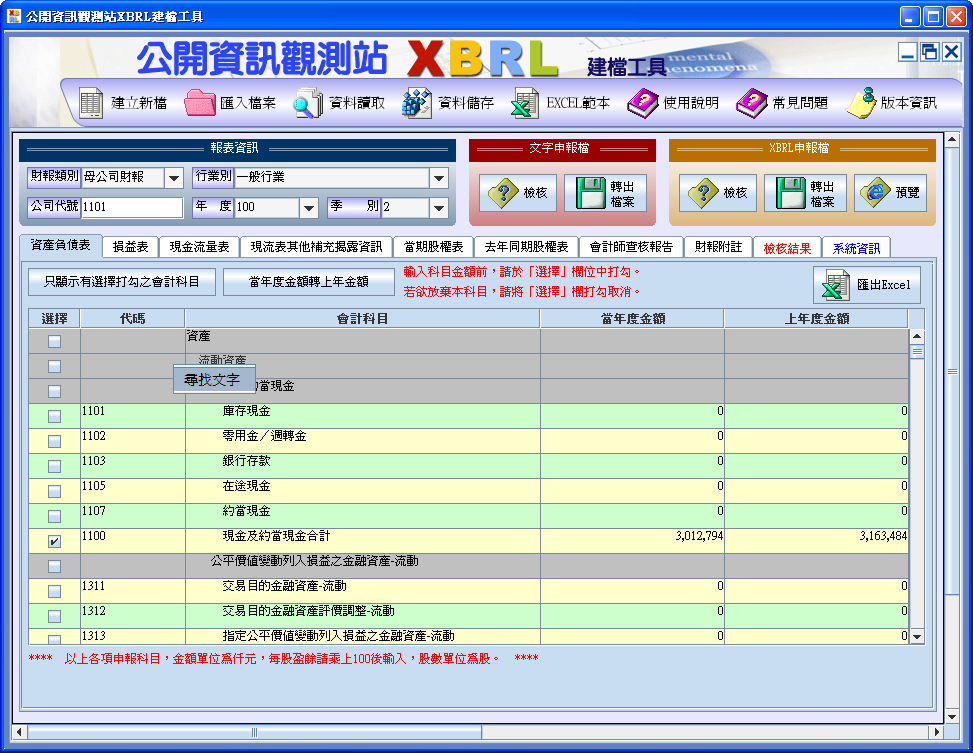 公開資訊觀測站XBRL建檔工具
公開資訊觀測站 XBRL 建檔工具
mental
enomena
建立新檔 匯入檔案 資料讀取 資料儲存 EXCEL範本 使用說明 常見問題 版本資訊
報表資訊 文字申報檔 XBRL申報檔
財報類別 母公司財報 行業別 一般行業
檢核 轉出檔案 檢核 轉出檔案 預覽
公司代號 1101 年 度 100 季 別 2
資產負債表 損益表 現金流量表 現流表其他補充揭露資訊 當期股權表 去年同期股權表 會計師查核報告 財報附註 檢核結果 系統資訊
只顯示有選擇打勾之會計科目 當年度金額轉上年金額
輸入科目金額前，請於「選擇」欄位中打勾。
若欲放棄本科目，請將「選擇」欄打勾取消。
匯出Excel
選擇 代碼 會計科目 當年度金額 上年度金額
資產
流動資產
尋找文字
約當現金
1101 庫存現金 0 0
1102 零用金／週轉金 0 0
1103 銀行存款 0 0
1105 在途現金 0 0
1107 約當現金 0 0
1100 現金及約當現金合計 3,012,794 3,163,484
公平價值變動列入損益之金融資產-流動
1311 交易目的金融資產-流動 0 0
1312 交易目的金融資產評價調整-流動 0 0
1313 指定公平價值變動列入損益之金融資產-流動 0 0
**** 以上各項申報科目，金額單位為仟元，每股盈餘請乘上100後輸入，股數單位為股。 ****